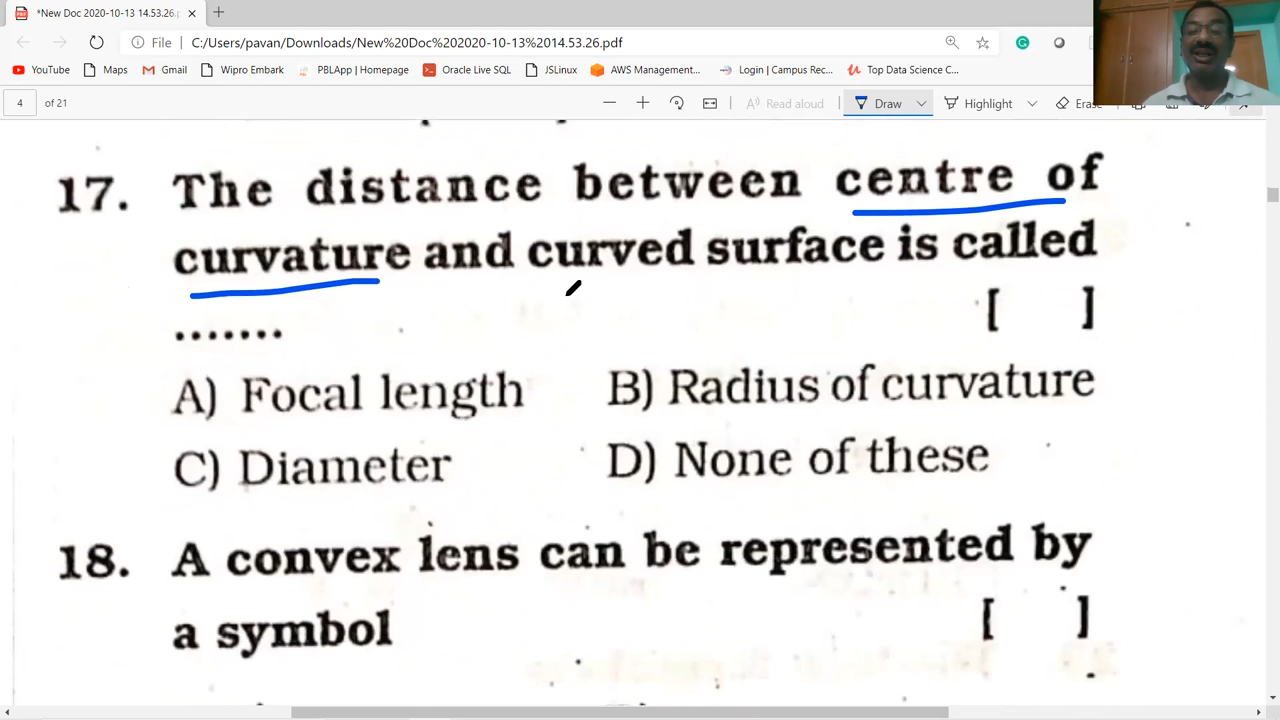 *New Doc 2020-10-13 14.53.26.p
File C:/Users/pavan/Downloads/New%20Doc%202020-10-13%2014.53.26.pdf
YouTube Maps Gmail Wipro Embark PBLApp | Homepage Oracle Live SQL JSLinux AWS Management... Login | Campus Rec... Top Data Science C...
4 of 21 Read aloud Draw Highlight Erase
17. The distance between centre of
curvature and curved surface is called
....... [ ]
A) Focal length B) Radius of curvature
C) Diameter D) None of these
18. A convex lens can be represented by
a symbol [ ]